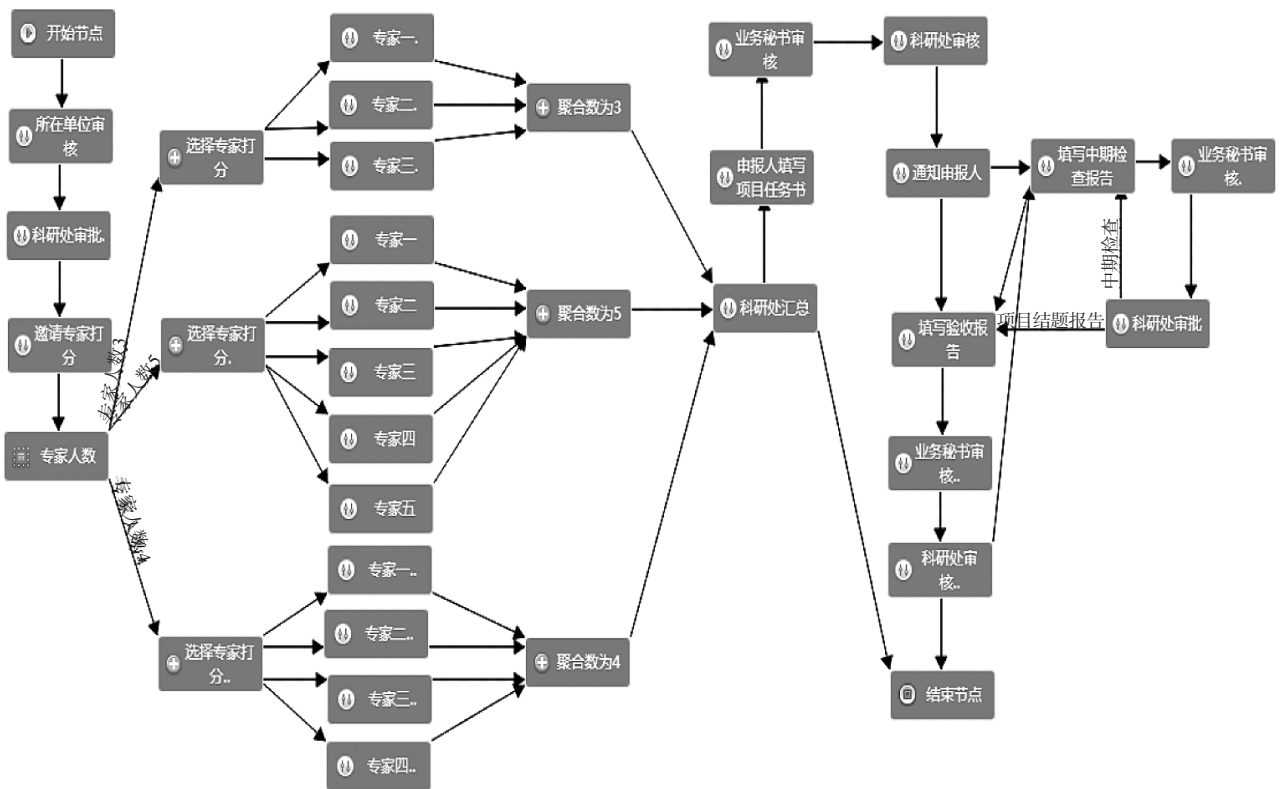 开始节点
所在单位审
核
科研处审批.
邀请专家打
分
专家人数
专家人数3
专家人数5
专家人数4
选择专家打
分
专家一.
专家二.
专家三.
聚合数为3
选择专家打
分.
专家一
专家二
专家三
专家四
专家五
聚合数为5
选择专家打
分..
专家一..
专家二..
专家三..
专家四..
聚合数为4
科研处汇总
申报人填写
项目任务书
业务秘书审
核
科研处审核
通知申报人
填写中期检
查报告
业务秘书审
核.
科研处审批
中期检查
项目结题报告
填写验收报
告
业务秘书审
核..
科研处审
核..
结束节点